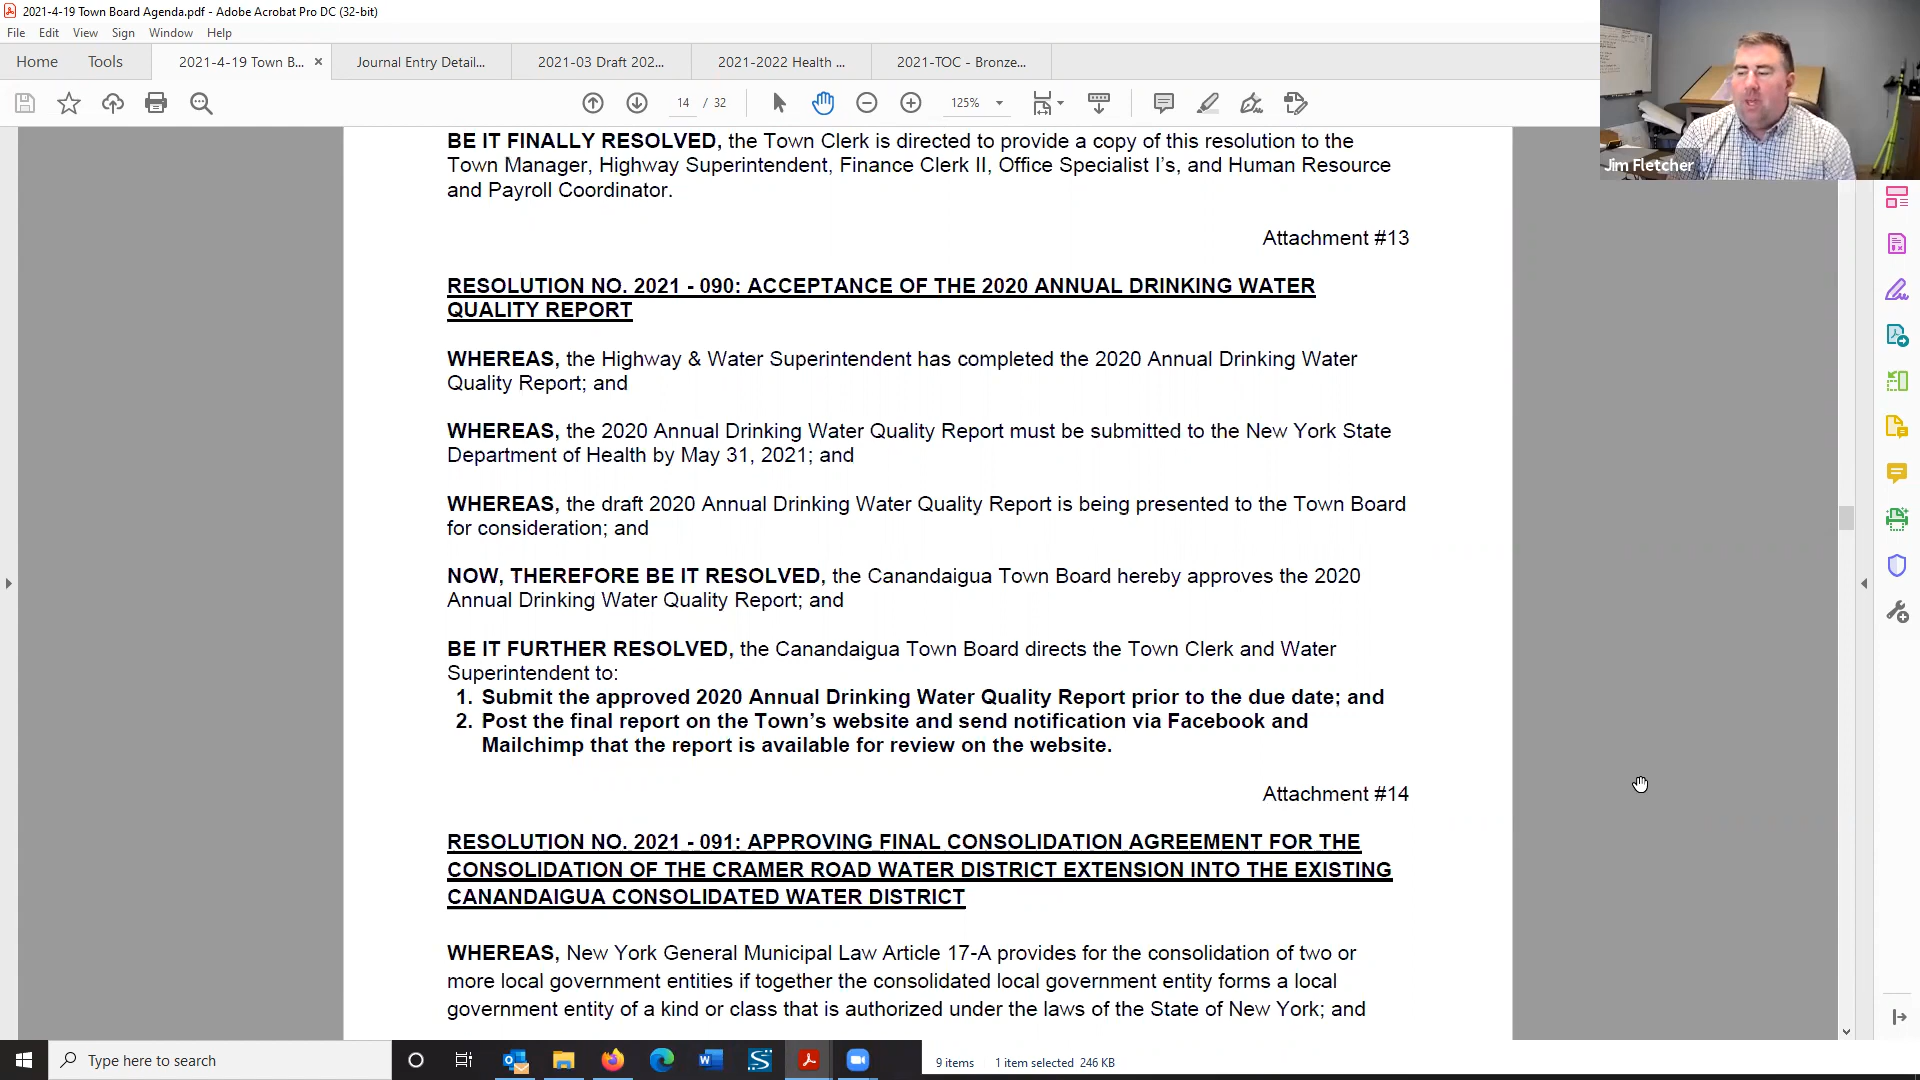 2021-4-19 Town Board Agenda.pdf - Adobe Acrobat Pro DC (32-bit)
File Edit View Sign Window Help
Home Tools 2021-4-19 Town B... × Journal Entry Detail... 2021-03 Draft 202... 2021-2022 Health ... 2021-TOC - Bronze...
14 / 32 125%
Jim Fletcher
BE IT FINALLY RESOLVED, the Town Clerk is directed to provide a copy of this resolution to the
Town Manager, Highway Superintendent, Finance Clerk II, Office Specialist I’s, and Human Resource
and Payroll Coordinator.
Attachment #13
RESOLUTION NO. 2021 - 090: ACCEPTANCE OF THE 2020 ANNUAL DRINKING WATER
QUALITY REPORT
WHEREAS, the Highway & Water Superintendent has completed the 2020 Annual Drinking Water
Quality Report; and
WHEREAS, the 2020 Annual Drinking Water Quality Report must be submitted to the New York State
Department of Health by May 31, 2021; and
WHEREAS, the draft 2020 Annual Drinking Water Quality Report is being presented to the Town Board
for consideration; and
NOW, THEREFORE BE IT RESOLVED, the Canandaigua Town Board hereby approves the 2020
Annual Drinking Water Quality Report; and
BE IT FURTHER RESOLVED, the Canandaigua Town Board directs the Town Clerk and Water
Superintendent to:
1. Submit the approved 2020 Annual Drinking Water Quality Report prior to the due date; and
2. Post the final report on the Town’s website and send notification via Facebook and
Mailchimp that the report is available for review on the website.
Attachment #14
RESOLUTION NO. 2021 - 091: APPROVING FINAL CONSOLIDATION AGREEMENT FOR THE
CONSOLIDATION OF THE CRAMER ROAD WATER DISTRICT EXTENSION INTO THE EXISTING
CANANDAIGUA CONSOLIDATED WATER DISTRICT
WHEREAS, New York General Municipal Law Article 17-A provides for the consolidation of two or
more local government entities if together the consolidated local government entity forms a local
government entity of a kind or class that is authorized under the laws of the State of New York; and
Type here to search
9 items 1 item selected 246 KB